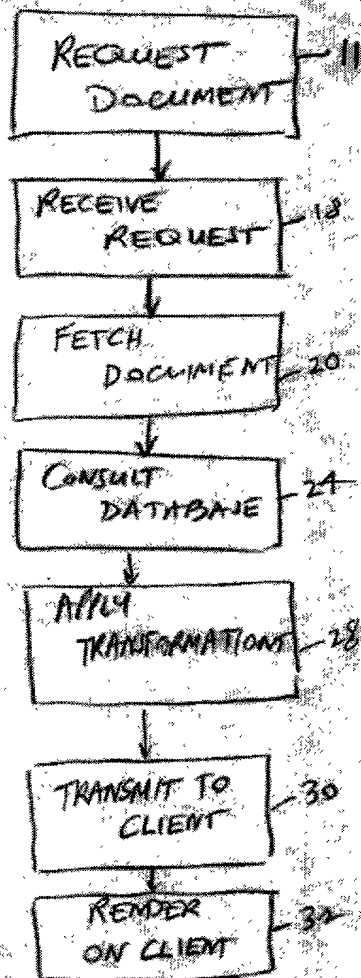 REQUEST
DOCUMENT
11
RECEIVE
REQUEST
18
FETCH
DOCUMENT
20
CONSULT
DATABASE
24
APPLY
TRANSFORMATIONS
28
TRANSMIT TO
CLIENT
30
RENDER
ON CLIENT
32